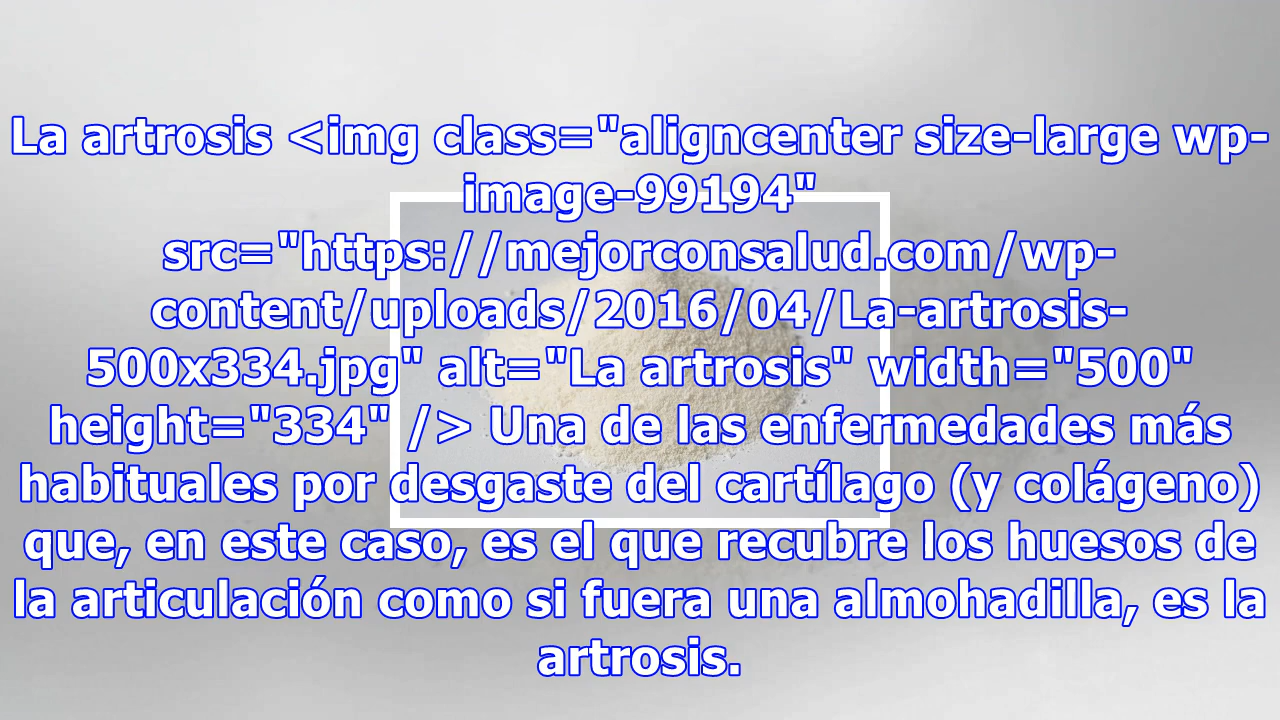 La artrosis <img class="aligncenter size-large wp-
image-99194"
src="https://mejorconsalud.com/wp-
content/uploads/2016/04/La-artrosis-
500x334.jpg" alt="La artrosis" width="500"
height="334" /> Una de las enfermedades más
habituales por desgaste del cartílago (y colágeno)
que, en este caso, es el que recubre los huesos de
la articulación como si fuera una almohadilla, es la
artrosis.